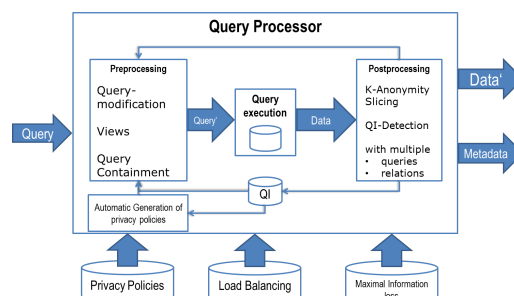 Query Processor
Preprocessing
Query-
modification
Views
Query
Containment
Query
Query'
Query
execution
Data
Postprocessing
K-Anonymity
Slicing
QI-Detection
with multiple
• queries
• relations
Data'
Metadata
QI
Automatic Generation of
privacy policies
Privacy Policies
Load Balancing
Maximal Information
loss